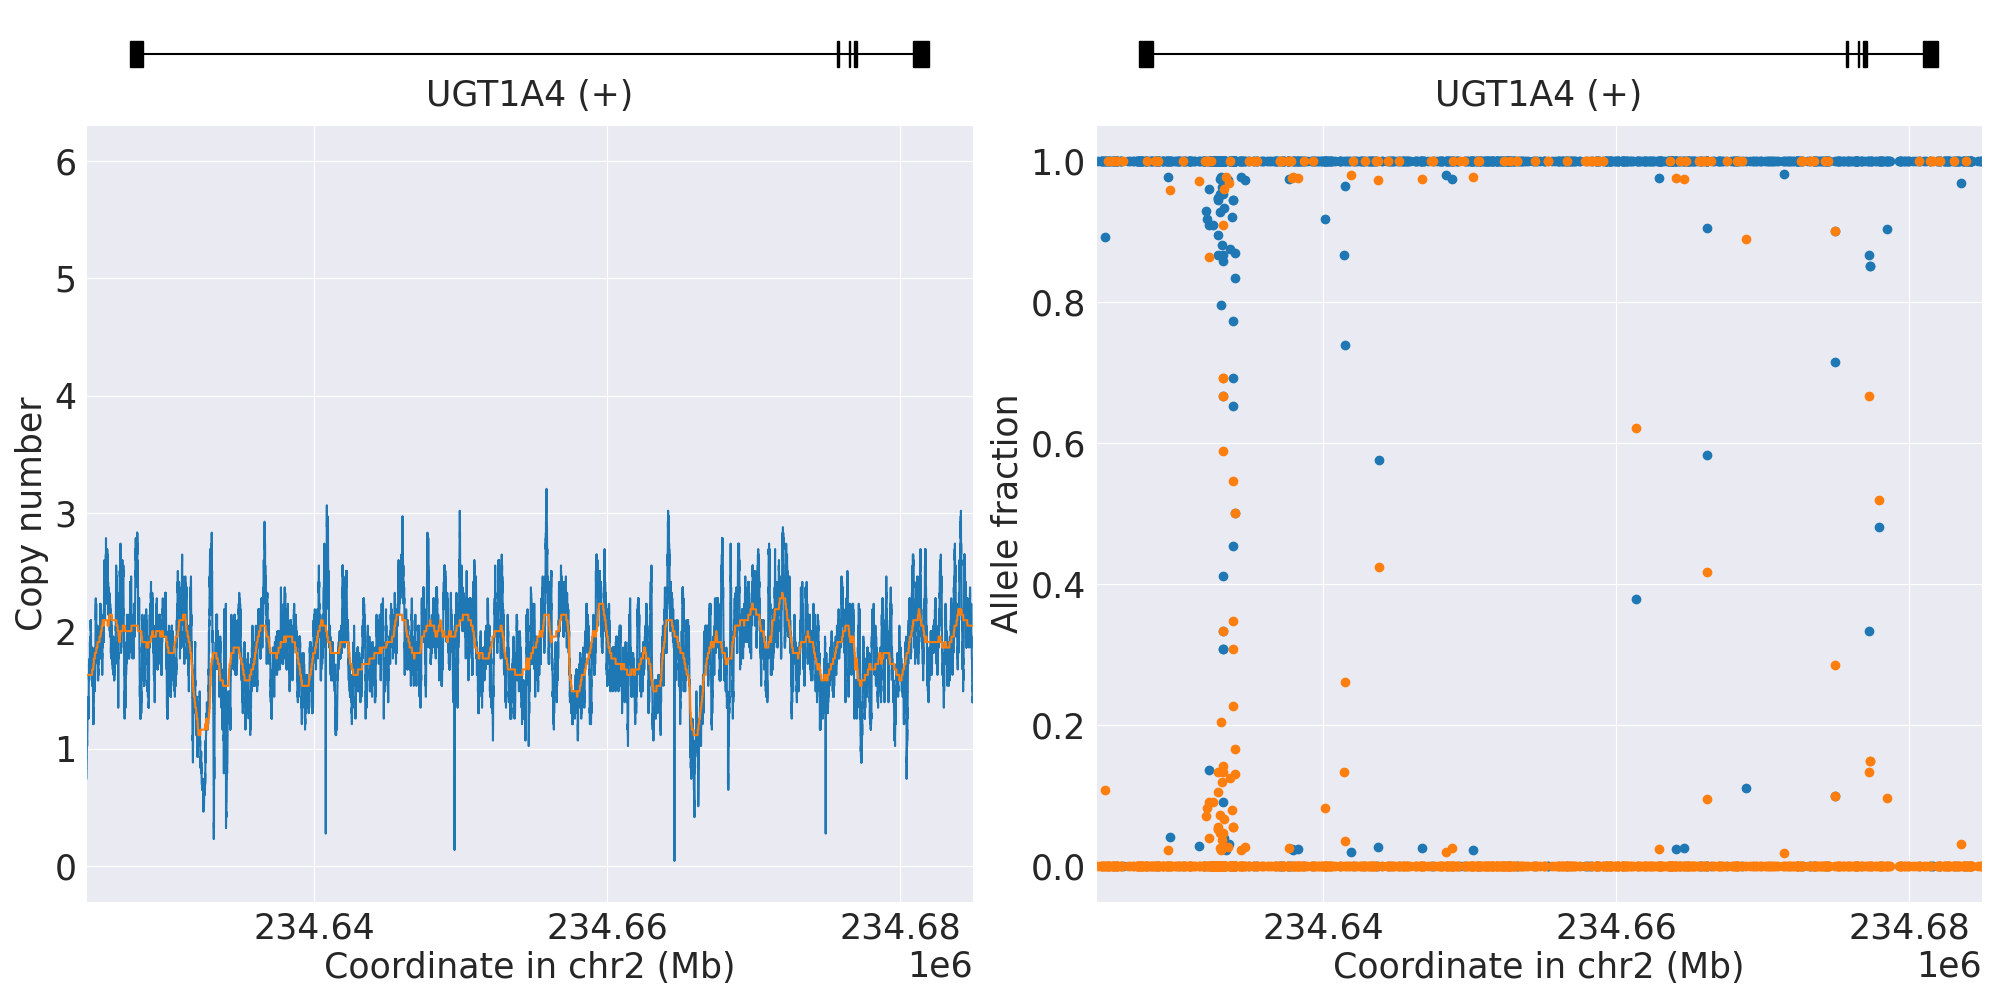 UGT1A4 (+)
Copy number
6
5
4
3
2
1
0
234.64
234.66
234.68
Coordinate in chr2 (Mb)
1e6
UGT1A4 (+)
Allele fraction
1.0
0.8
0.6
0.4
0.2
0.0
234.64
234.66
234.68
Coordinate in chr2 (Mb)
1e6